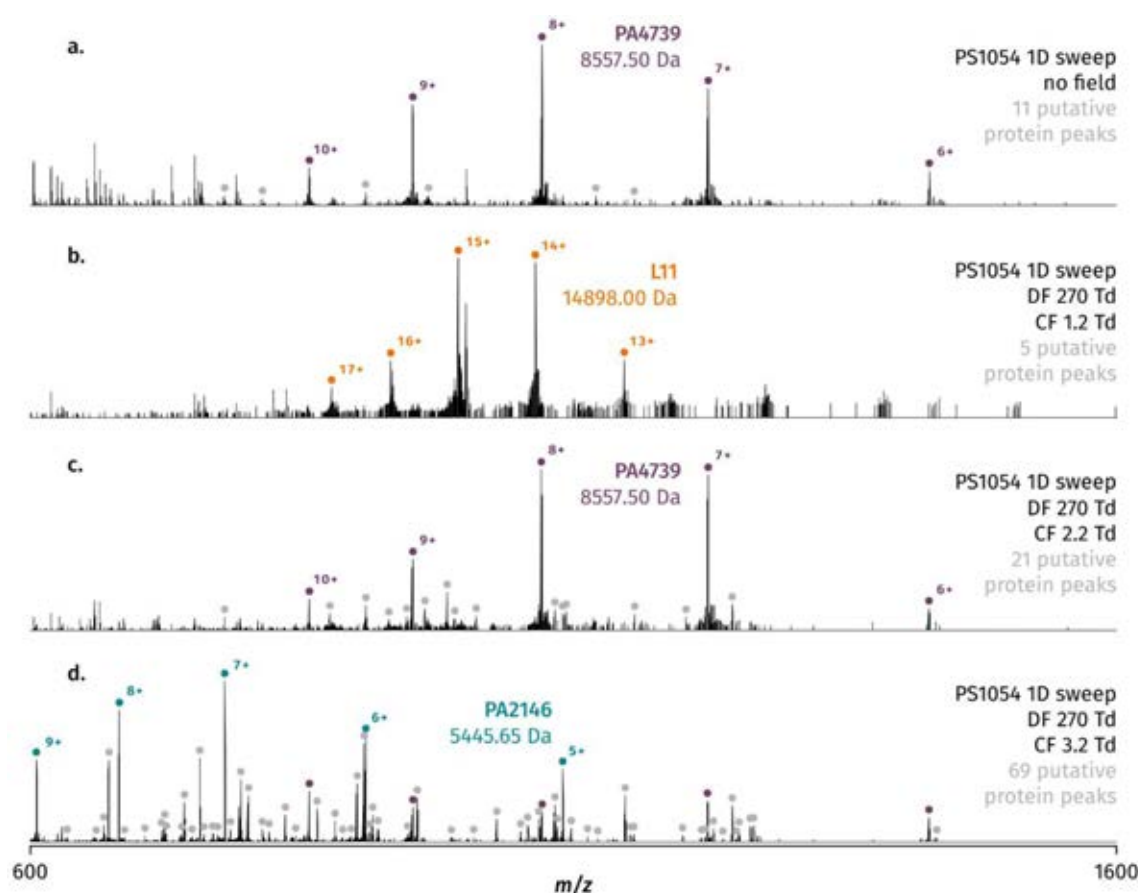 a.
10+
9+
8+
PA4739
8557.50 Da
7+
6+
PS1054 1D sweep
no field
11 putative
protein peaks
b.
17+
16+
15+
14+
L11
14898.00 Da
13+
PS1054 1D sweep
DF 270 Td
CF 1.2 Td
5 putative
protein peaks
c.
10+
9+
8+
PA4739
8557.50 Da
7+
6+
PS1054 1D sweep
DF 270 Td
CF 2.2 Td
21 putative
protein peaks
d.
9+
8+
7+
6+
PA2146
5445.65 Da
5+
PS1054 1D sweep
DF 270 Td
CF 3.2 Td
69 putative
protein peaks
600
m/z
1600